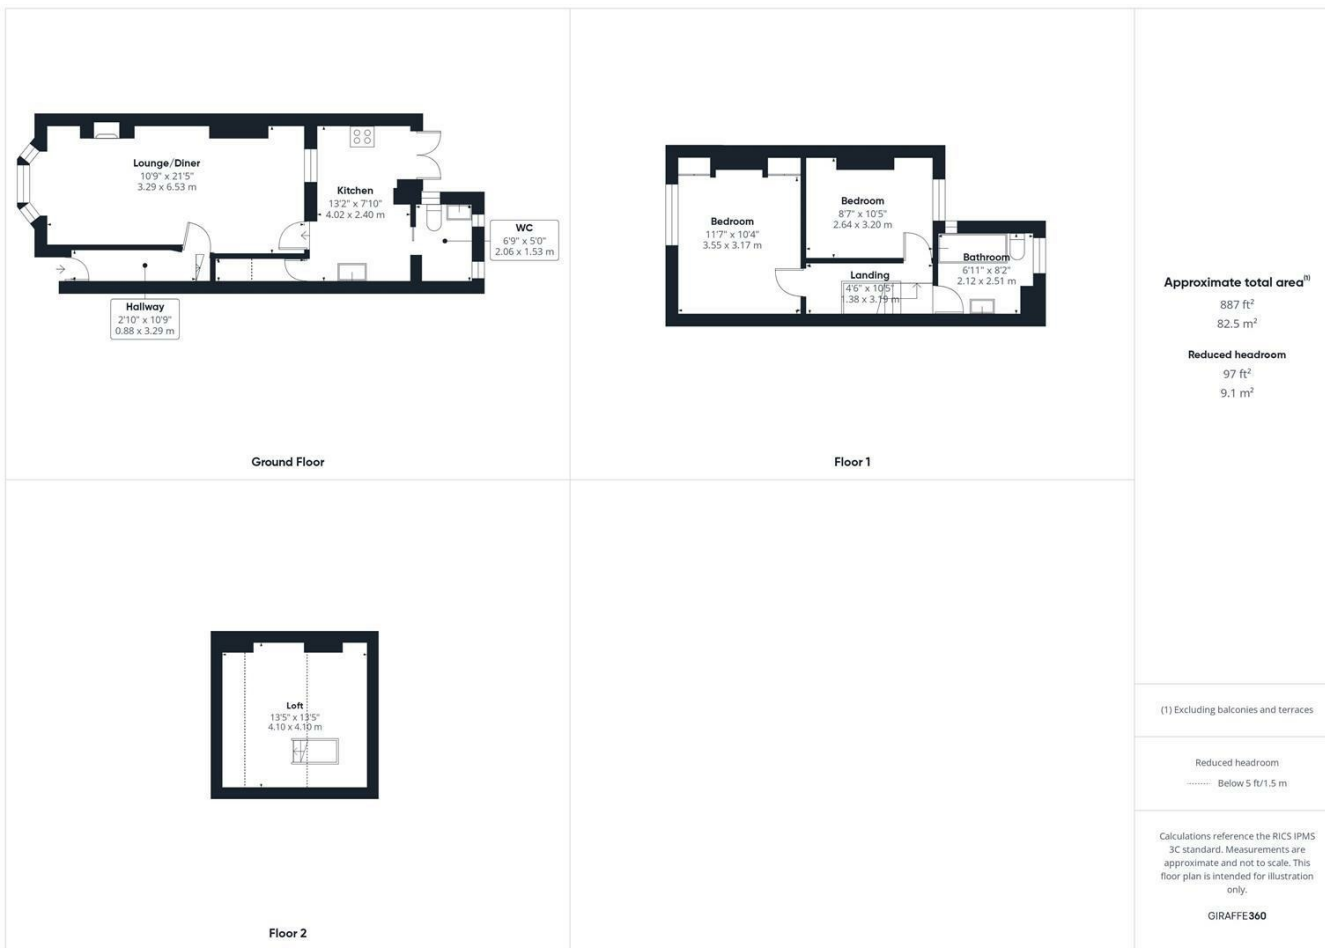 Lounge/Diner
10'9" x 21'5"
3.29 x 6.53 m
Kitchen
13'2" x 7'10"
4.02 x 2.40 m
WC
6'9" x 5'0"
2.06 x 1.53 m
Hallway
2'10" x 10'9"
0.88 x 3.29 m
Ground Floor
Bedroom
11'7" x 10'4"
3.55 x 3.17 m
Bedroom
8'7" x 10'5"
2.64 x 3.20 m
Landing
4'6" x 10'5"
1.38 x 3.19 m
Bathroom
6'11" x 8'2"
2.12 x 2.51 m
Floor 1
Loft
13'5" x 13'5"
4.10 x 4.10 m
Floor 2
Approximate total area(1)
887 ft²
82.5 m²
Reduced headroom
97 ft²
9.1 m²
(1) Excluding balconies and terraces
Reduced headroom
Below 5 ft/1.5 m
Calculations reference the RICS IPMS
3C standard. Measurements are
approximate and not to scale. This
floor plan is intended for illustration
only.
GIRAFFE360